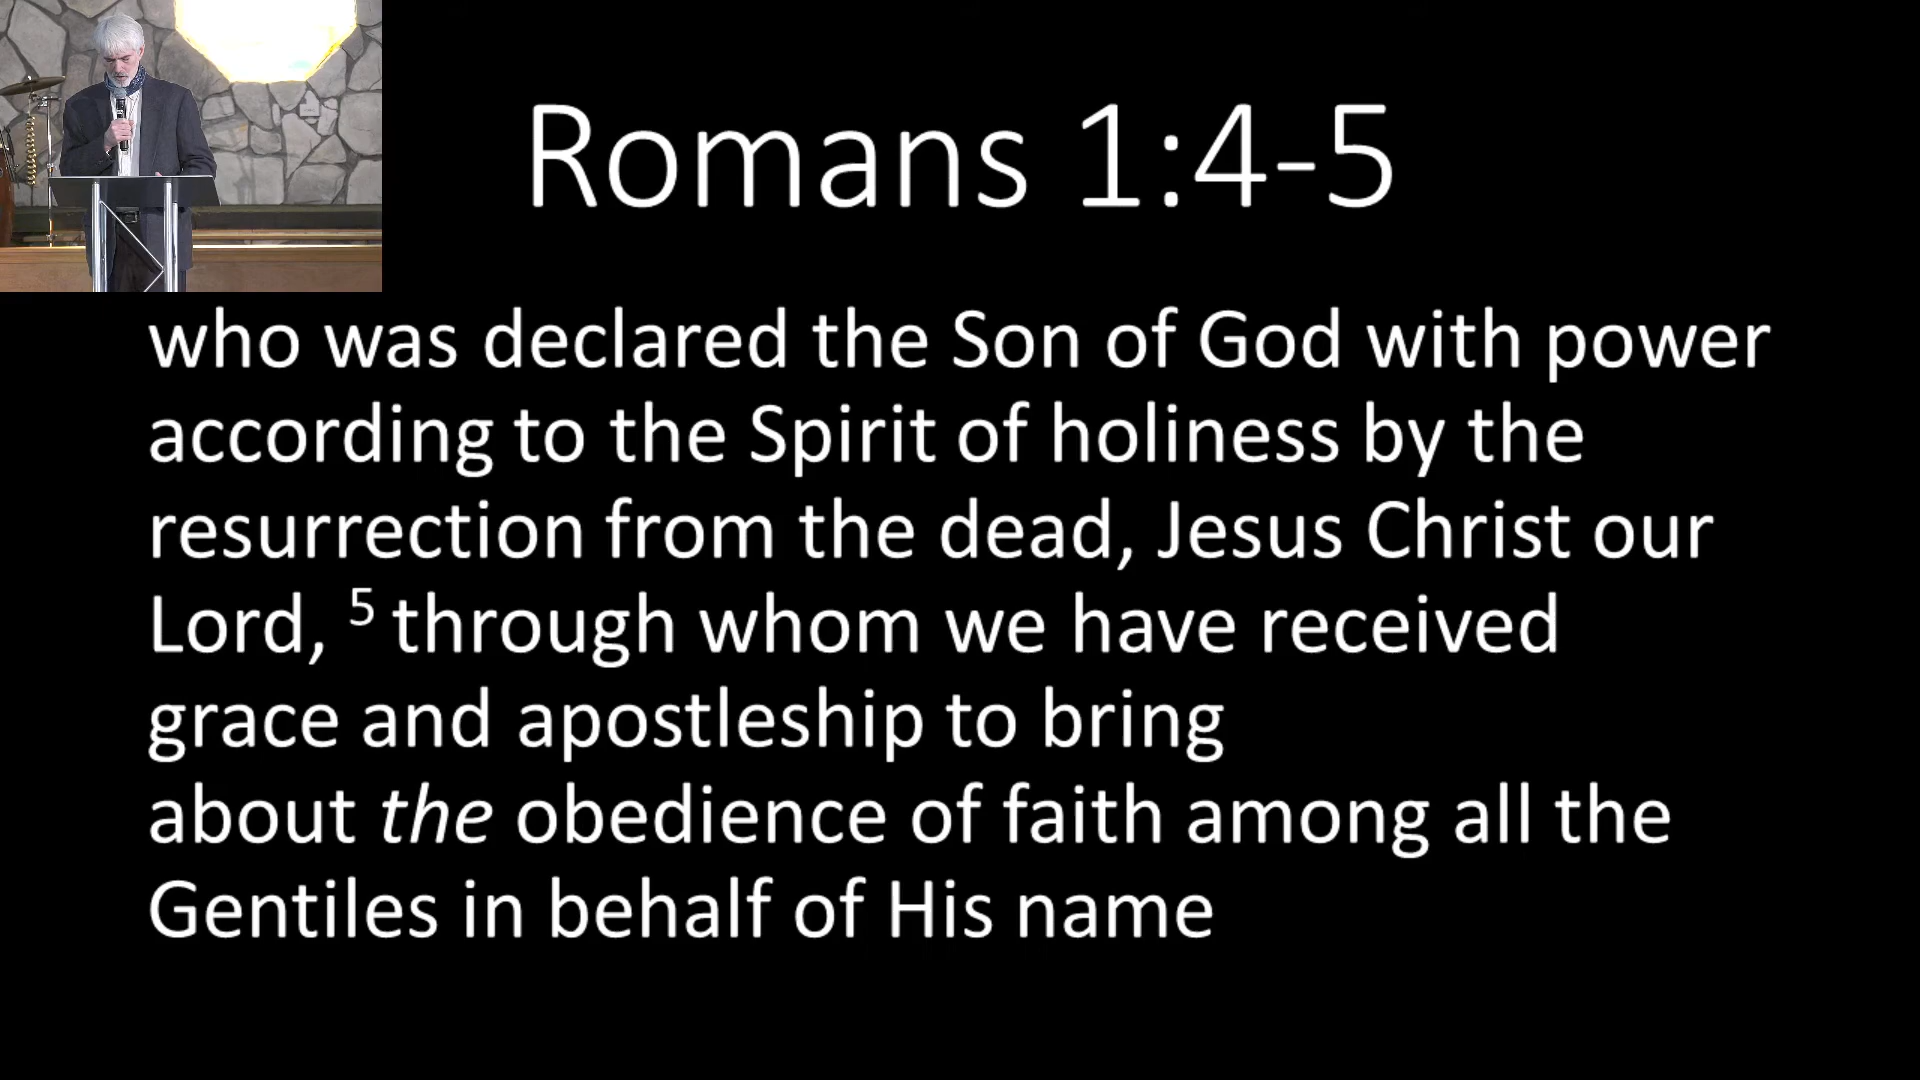 Romans 1:4-5
who was declared the Son of God with power
according to the Spirit of holiness by the
resurrection from the dead, Jesus Christ our
Lord, 5 through whom we have received
grace and apostleship to bring
about the obedience of faith among all the
Gentiles in behalf of His name